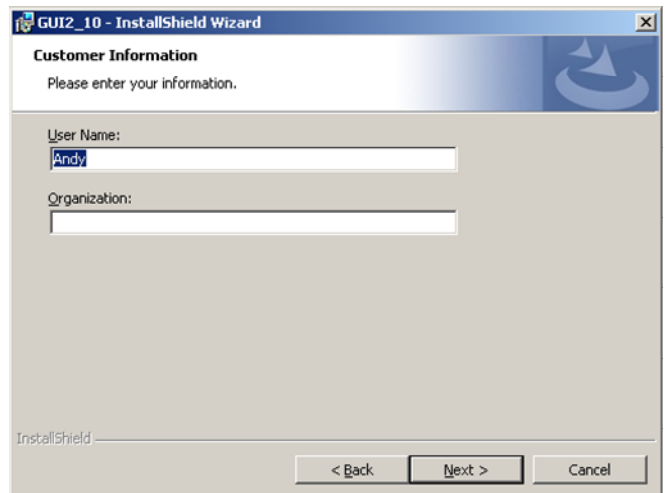 GUI2_10 - InstallShield Wizard
Customer Information
Please enter your information.
User Name:
Andy
Organization:
InstallShield
< Back Next > Cancel